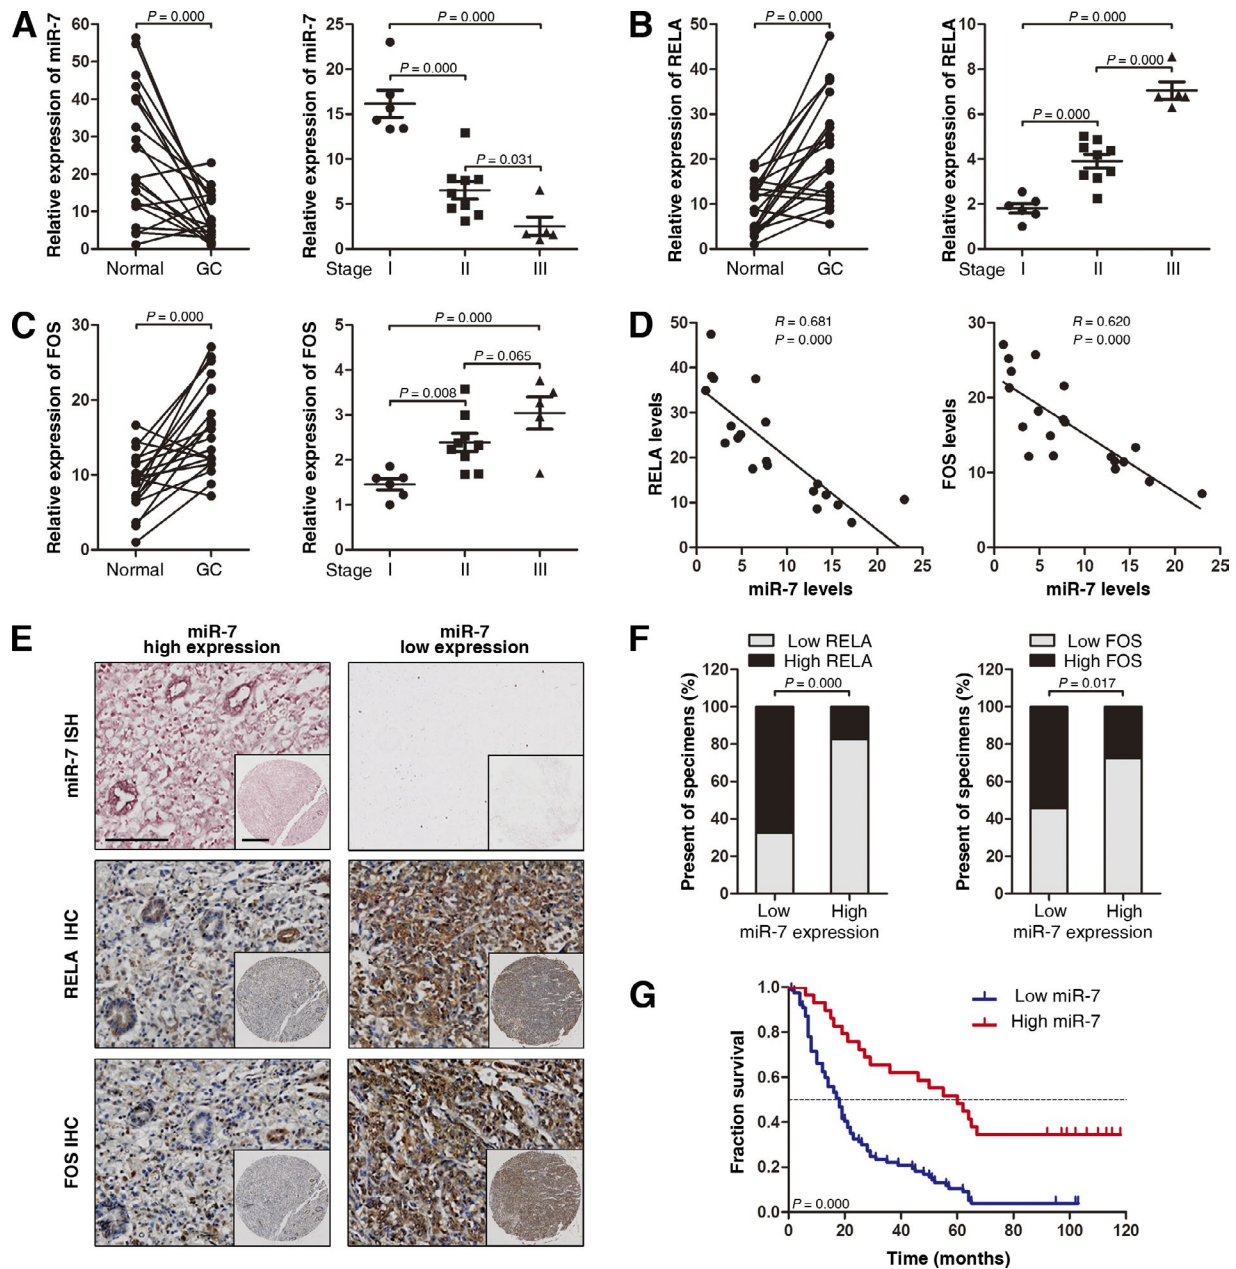 A
Relative expression of miR-7
60
50
40
30
20
10
0
P = 0.000
Normal GC
Relative expression of miR-7
25
20
15
10
5
0
P = 0.000
P = 0.000
P = 0.031
Stage I II III
B
Relative expression of RELA
50
40
30
20
10
0
P = 0.000
Normal GC
Relative expression of RELA
10
8
6
4
2
0
P = 0.000
P = 0.000
P = 0.000
Stage I II III
C
Relative expression of FOS
30
20
10
0
P = 0.000
Normal GC
Relative expression of FOS
5
4
3
2
1
0
P = 0.000
P = 0.065
P = 0.008
Stage I II III
D
RELA levels
50
40
30
20
10
0
R = 0.681
P = 0.000
0 5 10 15 20 25
miR-7 levels
FOS levels
30
20
10
0
R = 0.620
P = 0.000
0 5 10 15 20 25
miR-7 levels
E
miR-7
high expression
miR-7
low expression
miR-7 ISH
RELA IHC
FOS IHC
F
Low RELA
High RELA
Present of specimens (%)
120
100
80
60
40
20
0
P = 0.000
Low High
miR-7 expression
Low FOS
High FOS
Present of specimens (%)
120
100
80
60
40
20
0
P = 0.017
Low High
miR-7 expression
G
Fraction survival
1.0
0.8
0.6
0.4
0.2
0.0
Low miR-7
High miR-7
P = 0.000
0 20 40 60 80 100 120
Time (months)